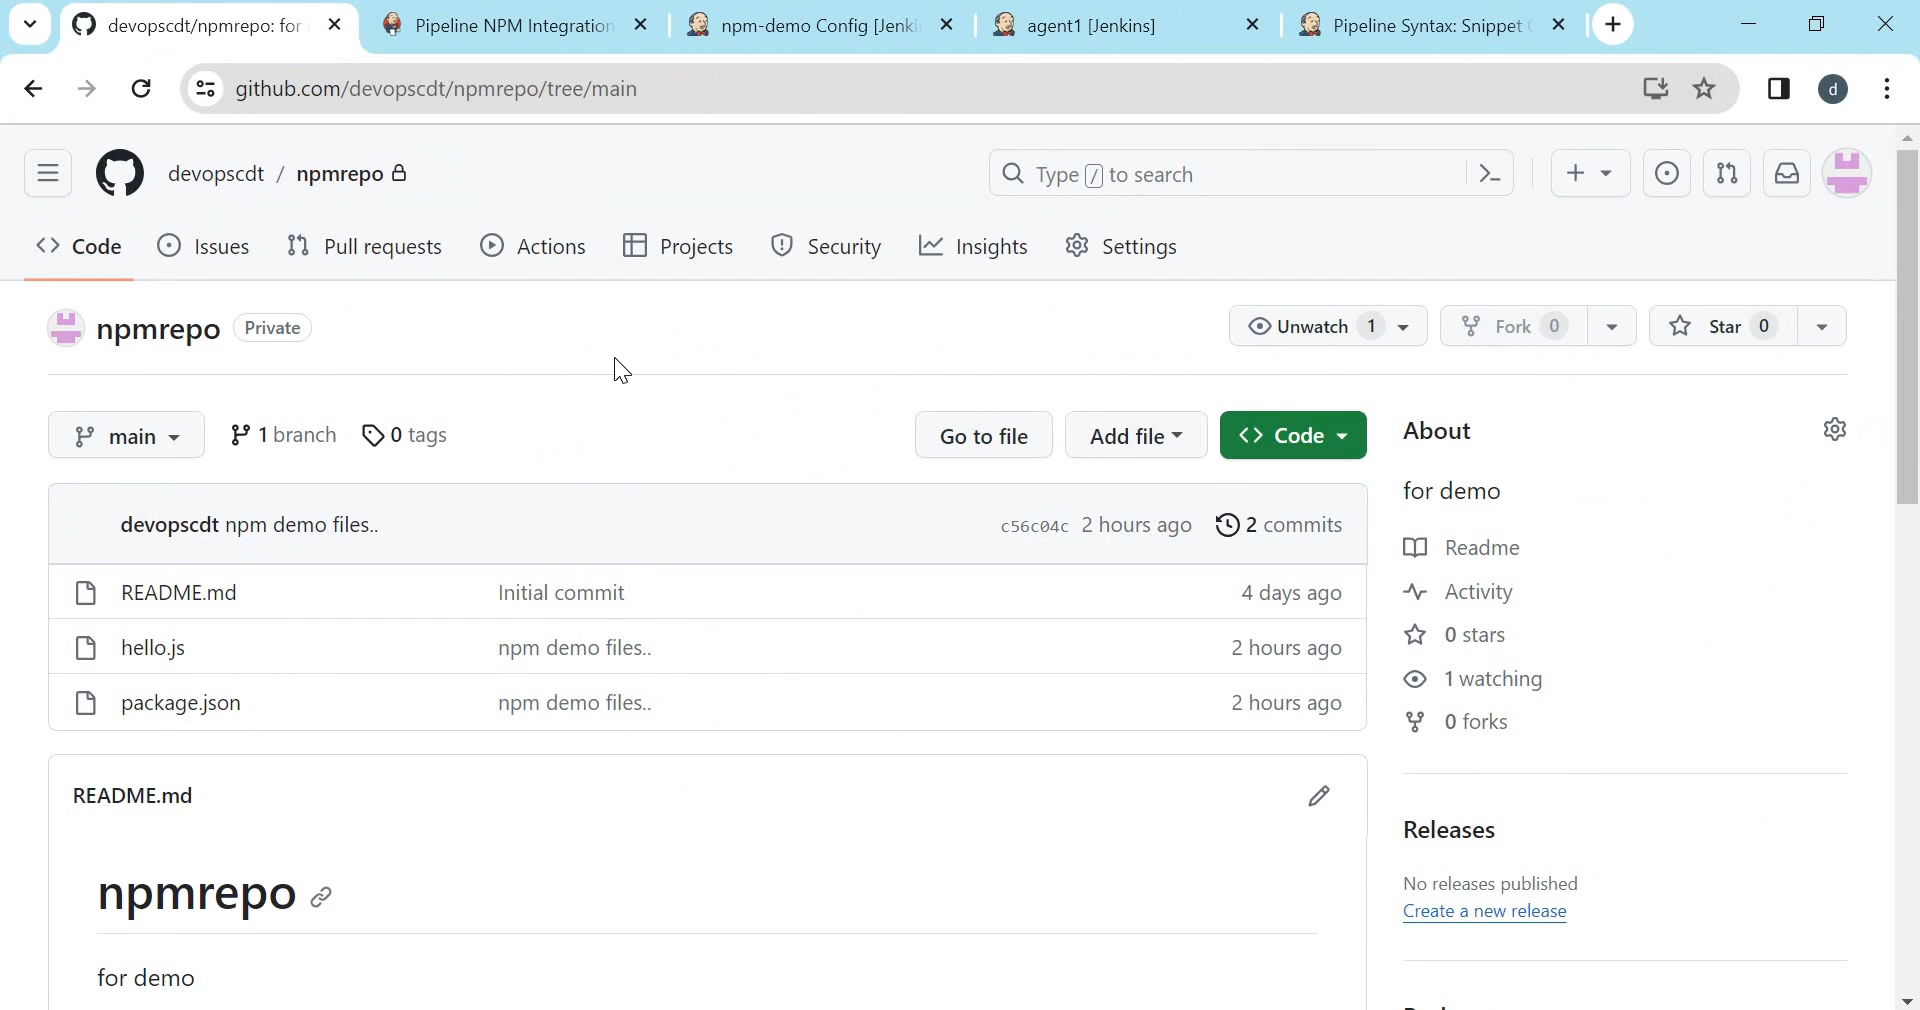 devopscdt/npmrepo: for
Pipeline NPM Integration
npm-demo Config [Jenki
agent1 [Jenkins]
Pipeline Syntax: Snippet
github.com/devopscdt/npmrepo/tree/main
d
devopscdt / npmrepo
Type / to search
Code
Issues
Pull requests
Actions
Projects
Security
Insights
Settings
npmrepo Private
Unwatch 1
Fork 0
Star 0
main
1 branch
0 tags
Go to file
Add file
Code
About
for demo
devopscdt npm demo files.. c56c04c 2 hours ago 2 commits
README.md Initial commit 4 days ago
hello.js npm demo files.. 2 hours ago
package.json npm demo files.. 2 hours ago
Readme
Activity
0 stars
1 watching
0 forks
README.md
npmrepo
for demo
Releases
No releases published
Create a new release